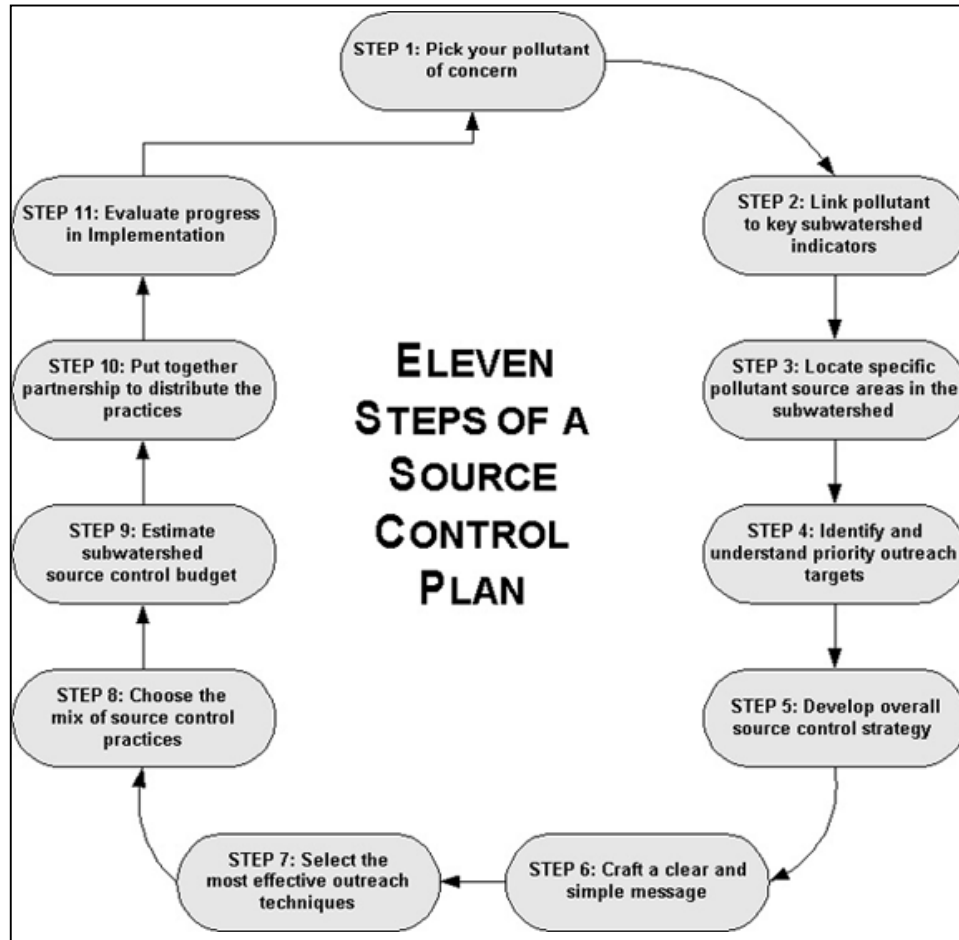 STEP 1: Pick your pollutant
of concern
STEP 2: Link pollutant
to key subwatershed
indicators
STEP 3: Locate specific
pollutant source areas in the
subwatershed
STEP 4: Identify and
understand priority outreach
targets
STEP 5: Develop overall
source control strategy
STEP 6: Craft a clear and
simple message
STEP 7: Select the
most effective outreach
techniques
STEP 8: Choose the
mix of source control
practices
STEP 9: Estimate
subwatershed
source control budget
STEP 10: Put together
partnership to distribute the
practices
STEP 11: Evaluate progress
in Implementation
ELEVEN
STEPS OF A
SOURCE
CONTROL
PLAN